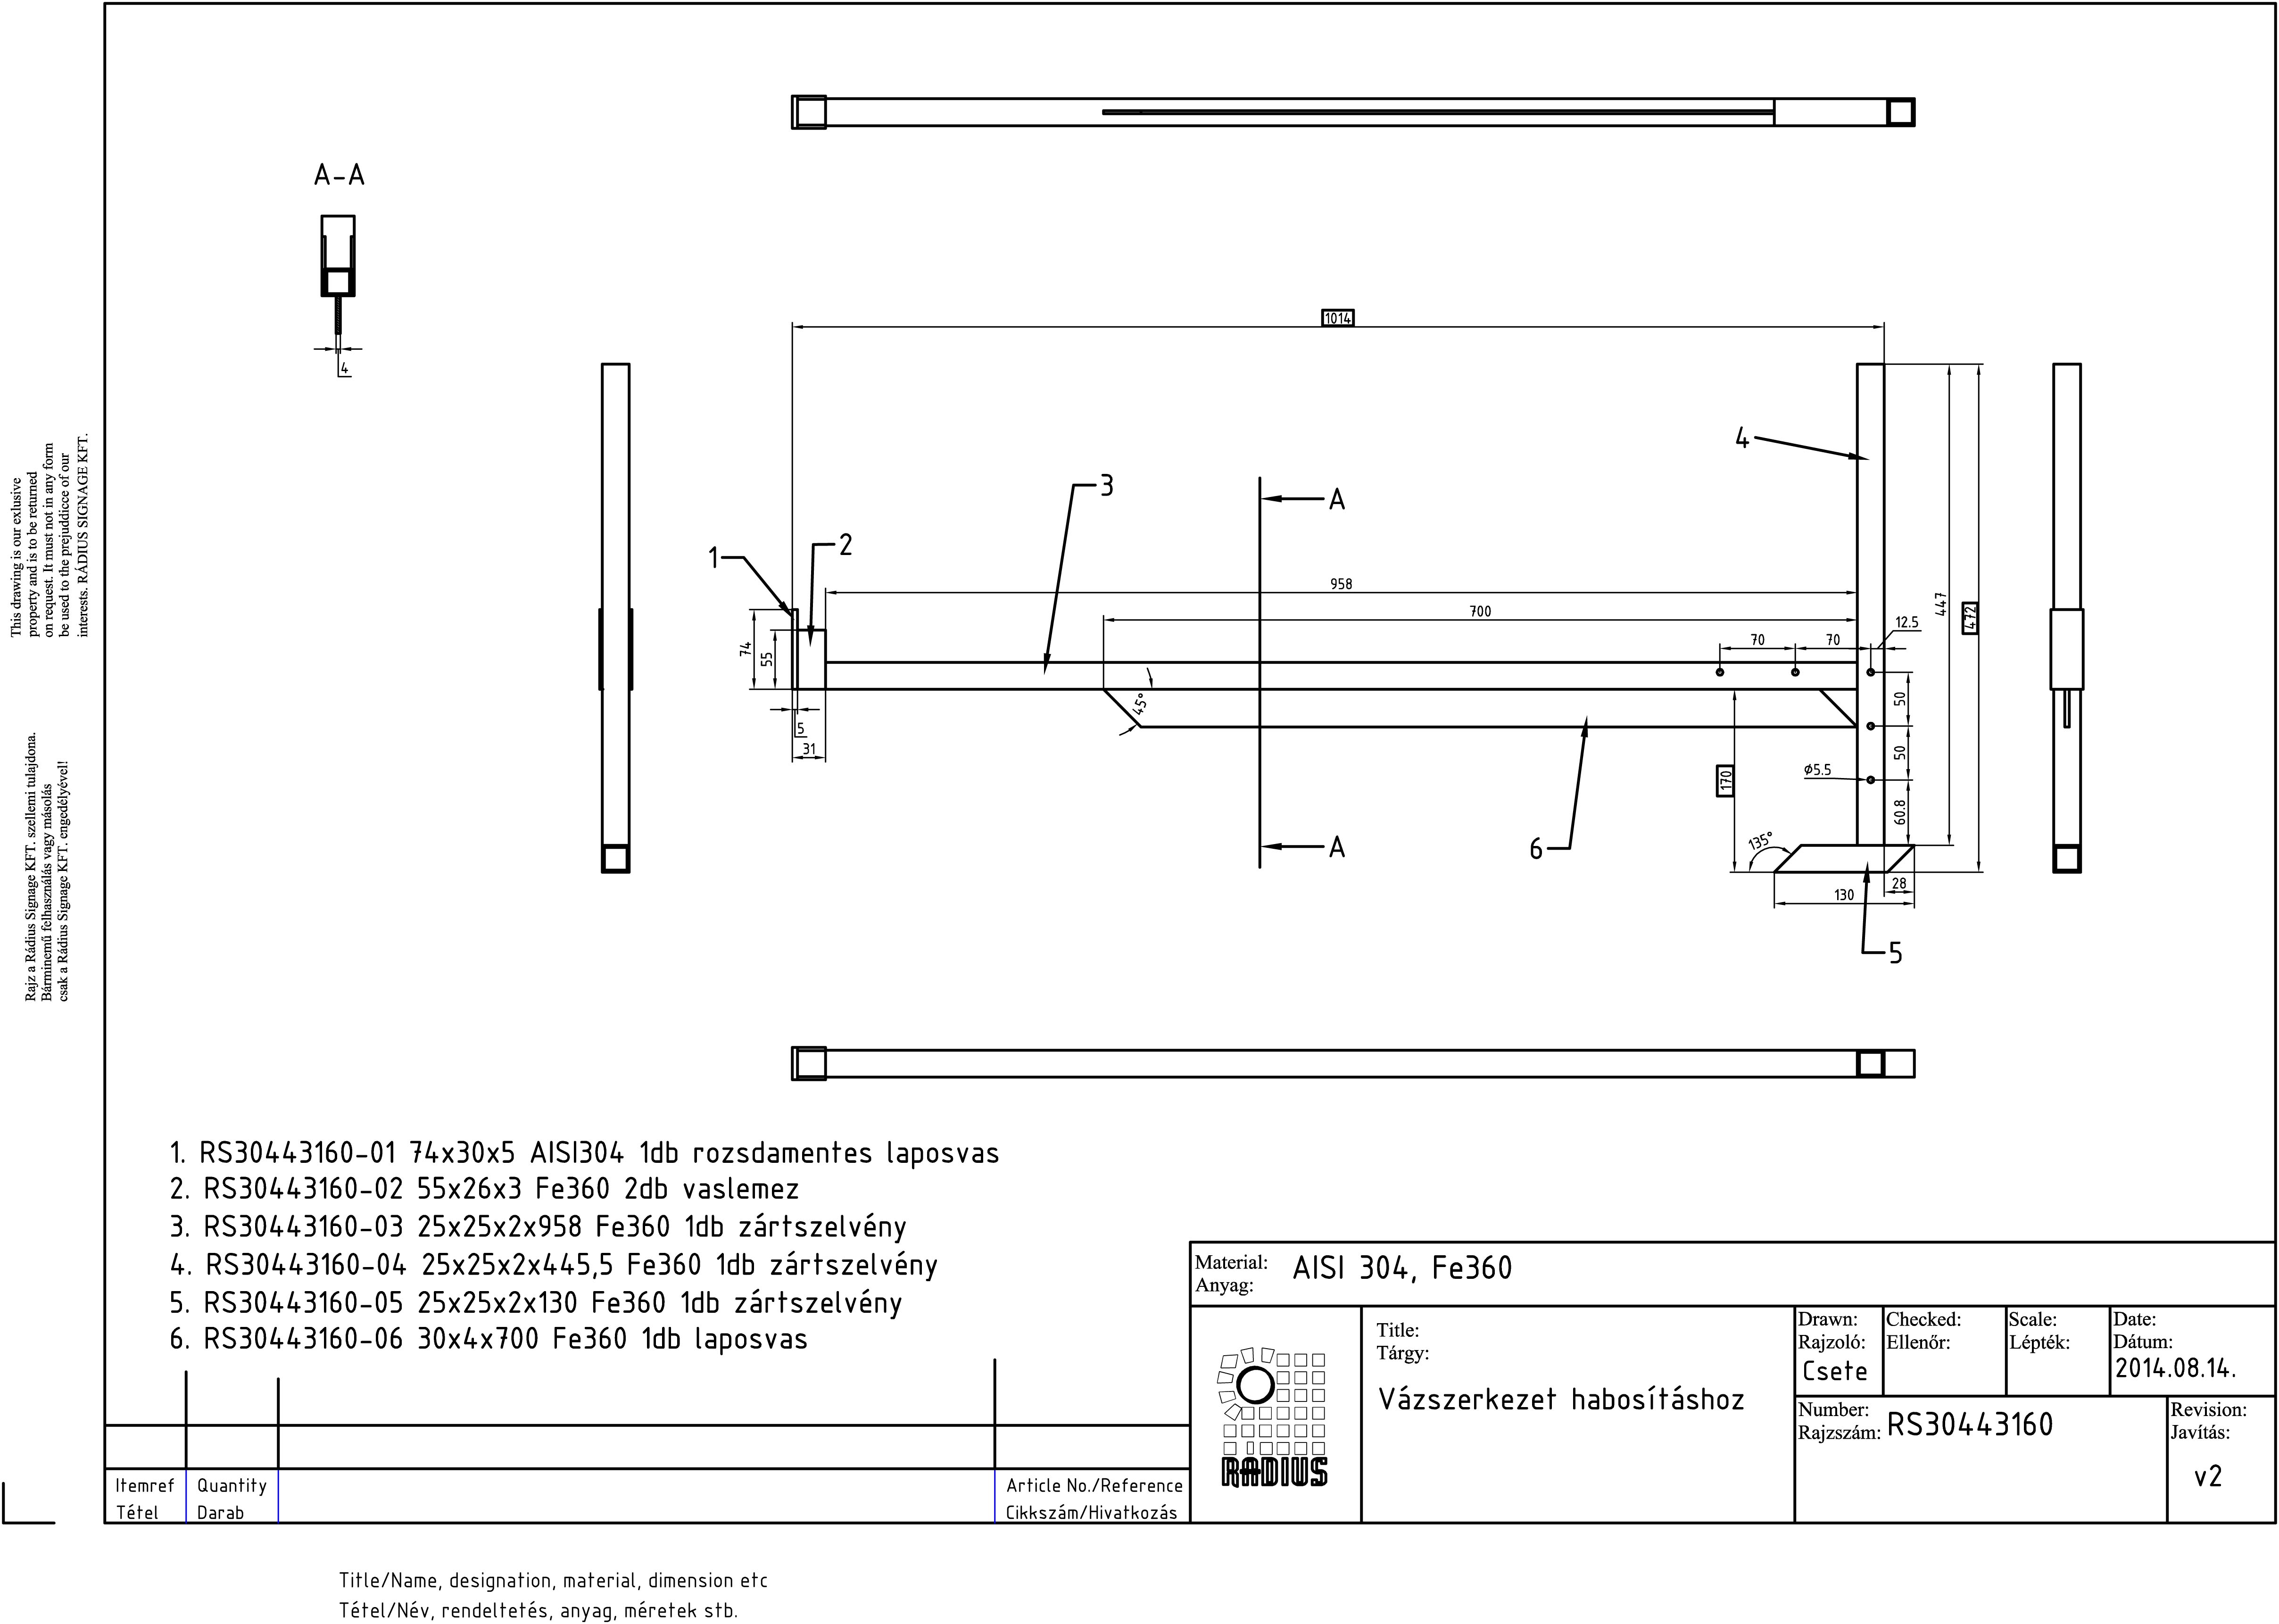 A-A
4
This drawing is our exlusive
property and is to be returned
on request. It must not in any form
be used to the prejuddicce of our
interests. RÁDIUS SIGNAGE KFT.
Rajz a Rádius Signage KFT. szellemi tulajdona.
Bárminemű felhasználás vagy másolás
csak a Rádius Signage KFT. engedélyével!
1014
4
3
A
2
1
958
700
447
472
12.5
70
70
74
55
45°
50
5
31
50
170
Ø5.5
60.8
6
A
135°
28
130
5
1. RS30443160-01 74x30x5 AISI304 1db rozsdamentes laposvas
2. RS30443160-02 55x26x3 Fe360 2db vaslemez
3. RS30443160-03 25x25x2x958 Fe360 1db zártszelvény
4. RS30443160-04 25x25x2x445,5 Fe360 1db zártszelvény
5. RS30443160-05 25x25x2x130 Fe360 1db zártszelvény
6. RS30443160-06 30x4x700 Fe360 1db laposvas
Material: AISI 304, Fe360
Anyag:
RADIUS
Title:
Tárgy:
Vázszerkezet habosításhoz
Drawn:
Rajzoló:
Csete
Checked:
Ellenőr:
Scale:
Lépték:
Date:
Dátum:
2014.08.14.
Number:
Rajzszám: RS30443160
Revision:
Javítás:
v2
Itemref
Tétel
Quantity
Darab
Article No./Reference
Cikkszám/Hivatkozás
Title/Name, designation, material, dimension etc
Tétel/Név, rendeltetés, anyag, méretek stb.